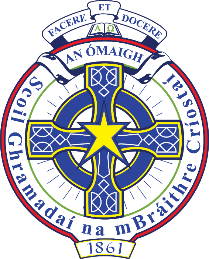 FACERE ET DOCERE
Α Ω
AN ÓMAIGH
Scoil Ghramadaí na mBráithre Críostaí
1861